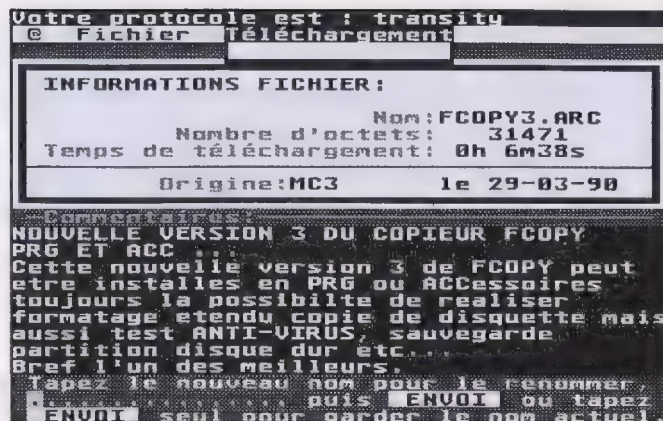 Votre protocole est : transity
@ Fichier Téléchargement
INFORMATIONS FICHIER:
Nom:FCOPY3.ARC
Nombre d'octets: 31471
Temps de téléchargement: 0h 6m38s
Origine:MC3 le 29-03-90
Commentaires:
NOUVELLE VERSION 3 DU COPIEUR FCOPY
PRG ET ACC ...
Cette nouvelle version 3 de FCOPY peut
etre installes en PRG ou ACCessoires
toujours la possibilte de realiser
formatage etendu copie de disquette mais
aussi test ANTI-VIRUS, sauvegarde
partition disque dur etc...
Bref l'un des meilleurs.
Tapez le nouveau nom pour le renommer,
............... puis ENVOI ou tapez
ENVOI seul pour garder le nom actuel.